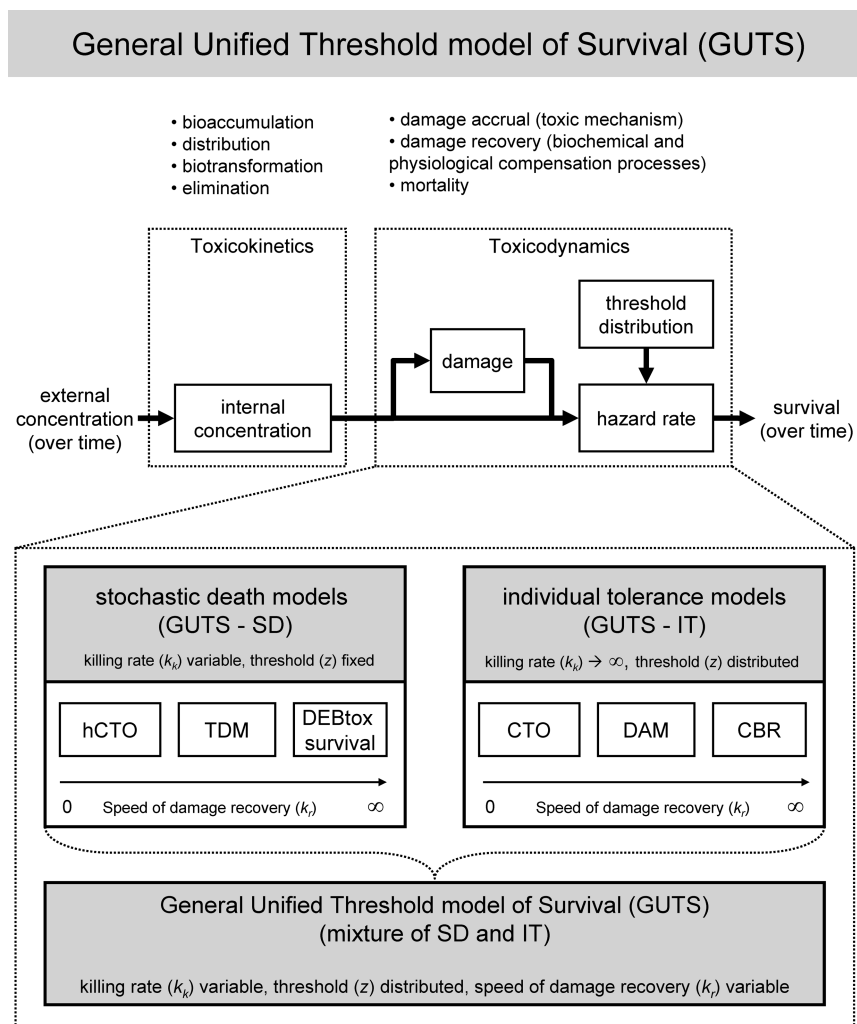 General Unified Threshold model of Survival (GUTS)
• bioaccumulation
• distribution
• biotransformation
• elimination
• damage accrual (toxic mechanism)
• damage recovery (biochemical and
physiological compensation processes)
• mortality
Toxicokinetics
Toxicodynamics
threshold
distribution
damage
external
concentration
(over time)
internal
concentration
hazard rate
survival
(over time)
stochastic death models
(GUTS - SD)
killing rate (kk) variable, threshold (z) fixed
hCTO
TDM
DEBtox
survival
0 Speed of damage recovery (kr) ∞
individual tolerance models
(GUTS - IT)
killing rate (kk) → ∞, threshold (z) distributed
CTO
DAM
CBR
0 Speed of damage recovery (kr) ∞
General Unified Threshold model of Survival (GUTS)
(mixture of SD and IT)
killing rate (kk) variable, threshold (z) distributed, speed of damage recovery (kr) variable